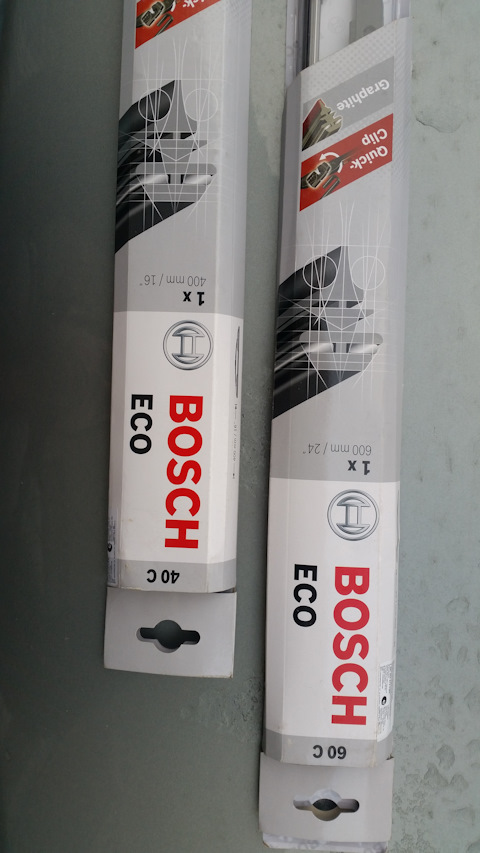 Quick-
1 x
400 mm / 16"
BOSCH
ECO
40 C
Graphite
Quick-
Clip
1 x
600 mm / 24"
BOSCH
ECO
60 C